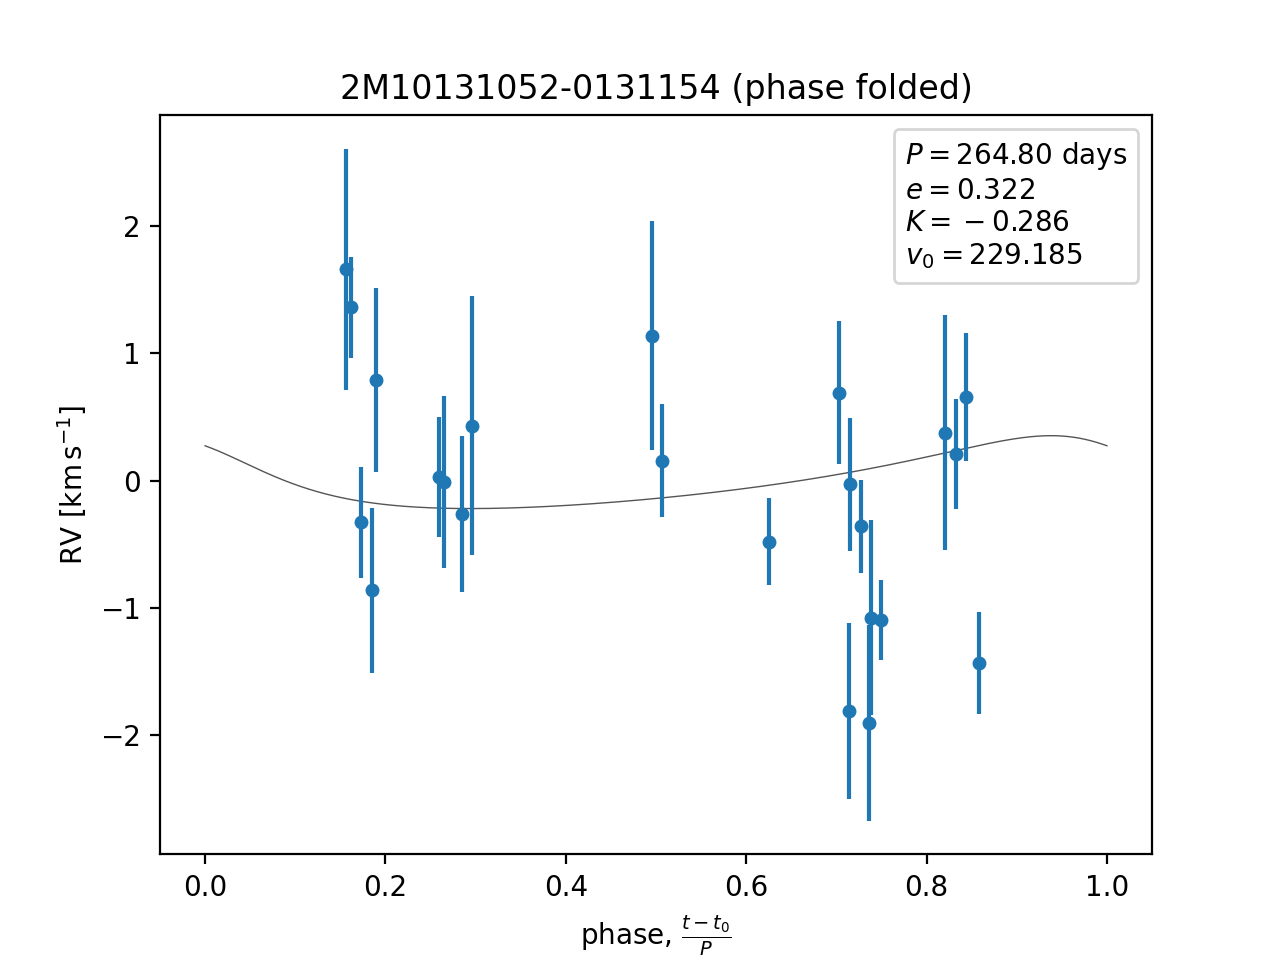 2M10131052-0131154 (phase folded)
P = 264.80 days
e = 0.322
K = −0.286
v₀ = 229.185
RV [km s⁻¹]
2
1
0
−1
−2
0.0 0.2 0.4 0.6 0.8 1.0
phase, (t − t₀)/P